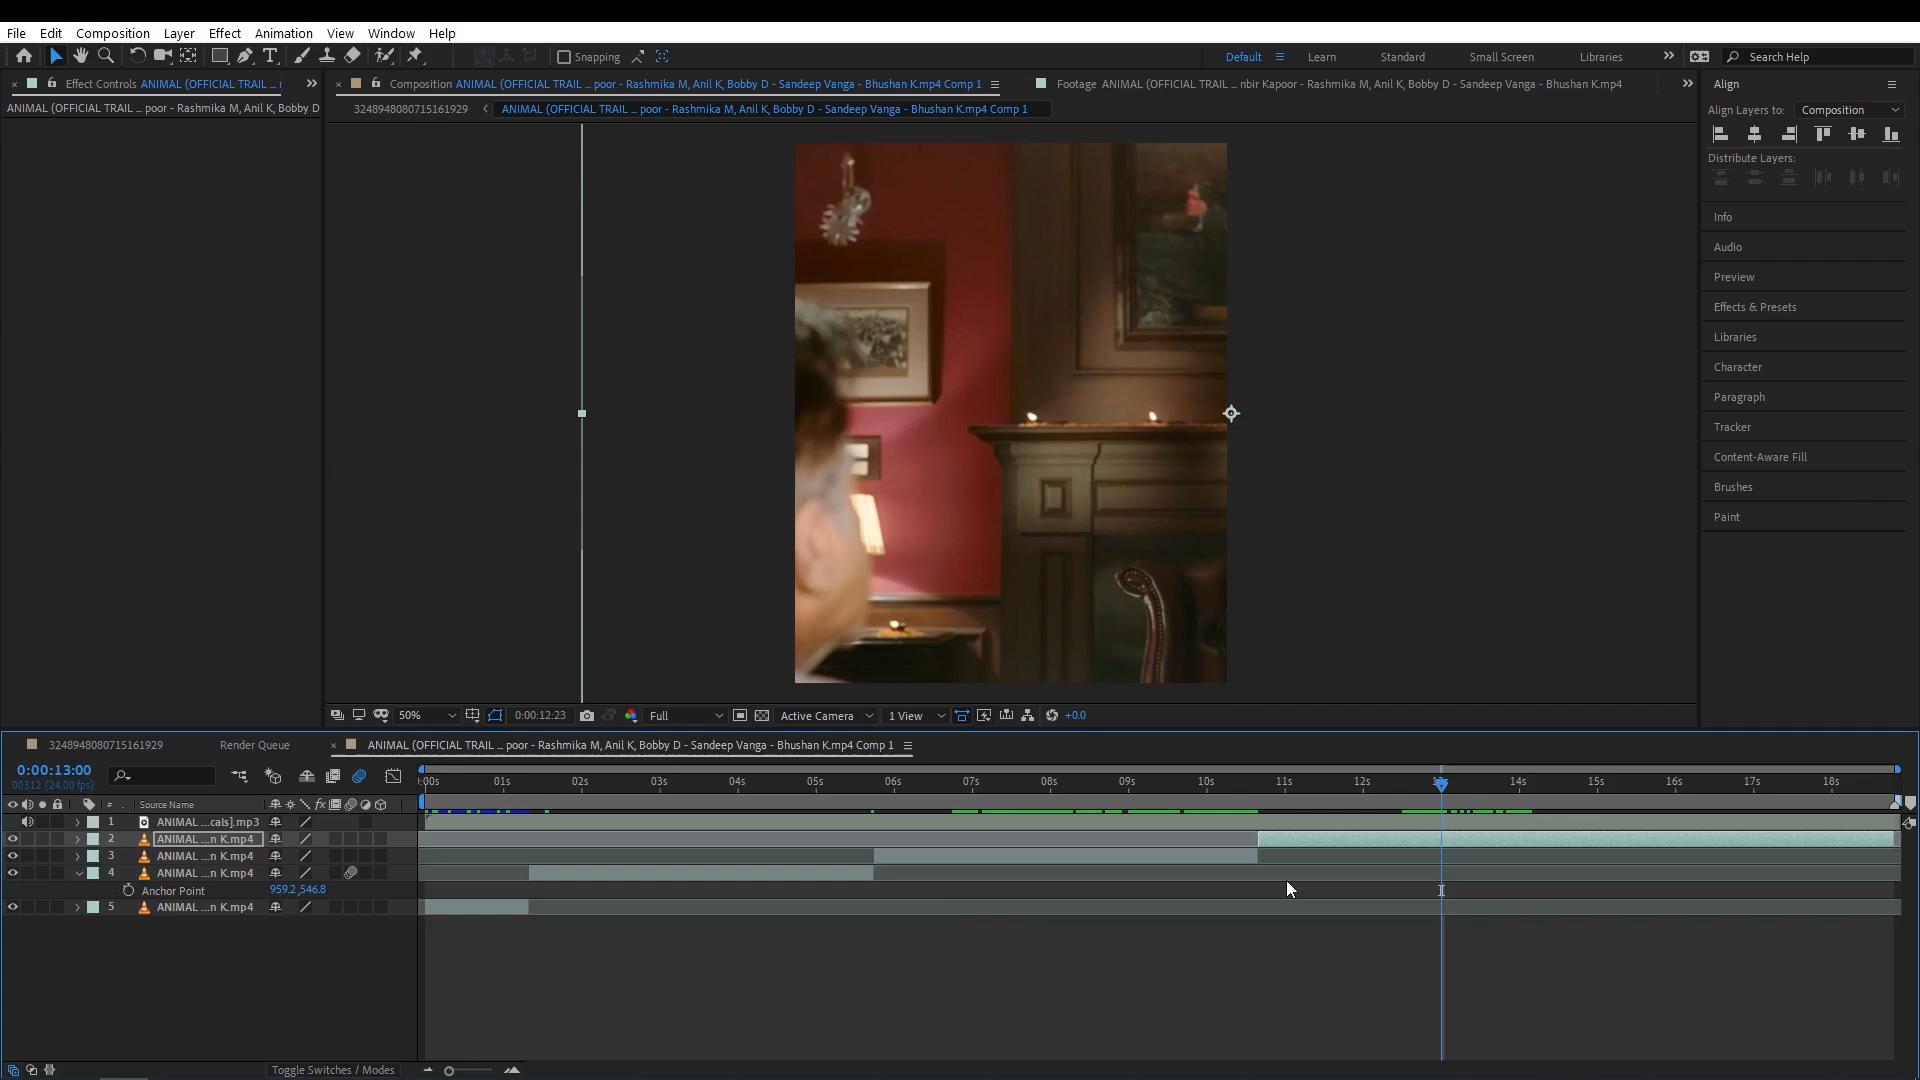 File Edit Composition Layer Effect Animation View Window Help
Snapping Default Learn Standard Small Screen Libraries Search Help
Effect Controls ANIMAL (OFFICIAL TRAIL ...
Composition ANIMAL (OFFICIAL TRAIL ... poor - Rashmika M, Anil K, Bobby D - Sandeep Vanga - Bhushan K.mp4 Comp 1
Footage ANIMAL (OFFICIAL TRAIL ... nbir Kapoor - Rashmika M, Anil K, Bobby D - Sandeep Vanga - Bhushan K.mp4
Align
ANIMAL (OFFICIAL TRAIL ... poor - Rashmika M, Anil K, Bobby D
3248948080715161929
ANIMAL (OFFICIAL TRAIL ... poor - Rashmika M, Anil K, Bobby D - Sandeep Vanga - Bhushan K.mp4 Comp 1
Align Layers to: Composition
Distribute Layers:
Info
Audio
Preview
Effects & Presets
Libraries
Character
Paragraph
Tracker
Content-Aware Fill
Brushes
Paint
50% 0:00:12:23 Full Active Camera 1 View +0.0
3248948080715161929 Render Queue ANIMAL (OFFICIAL TRAIL ... poor - Rashmika M, Anil K, Bobby D - Sandeep Vanga - Bhushan K.mp4 Comp 1
0:00:13:00
00312 (24.00 fps)
:00s 01s 02s 03s 04s 05s 06s 07s 08s 09s 10s 11s 12s 14s 15s 16s 17s 18s
# Source Name fx
1 ANIMAL ...cals].mp3
2 ANIMAL ...n K.mp4
3 ANIMAL ...n K.mp4
4 ANIMAL ...n K.mp4
Anchor Point 959.2,546.8
5 ANIMAL ...n K.mp4
Toggle Switches / Modes